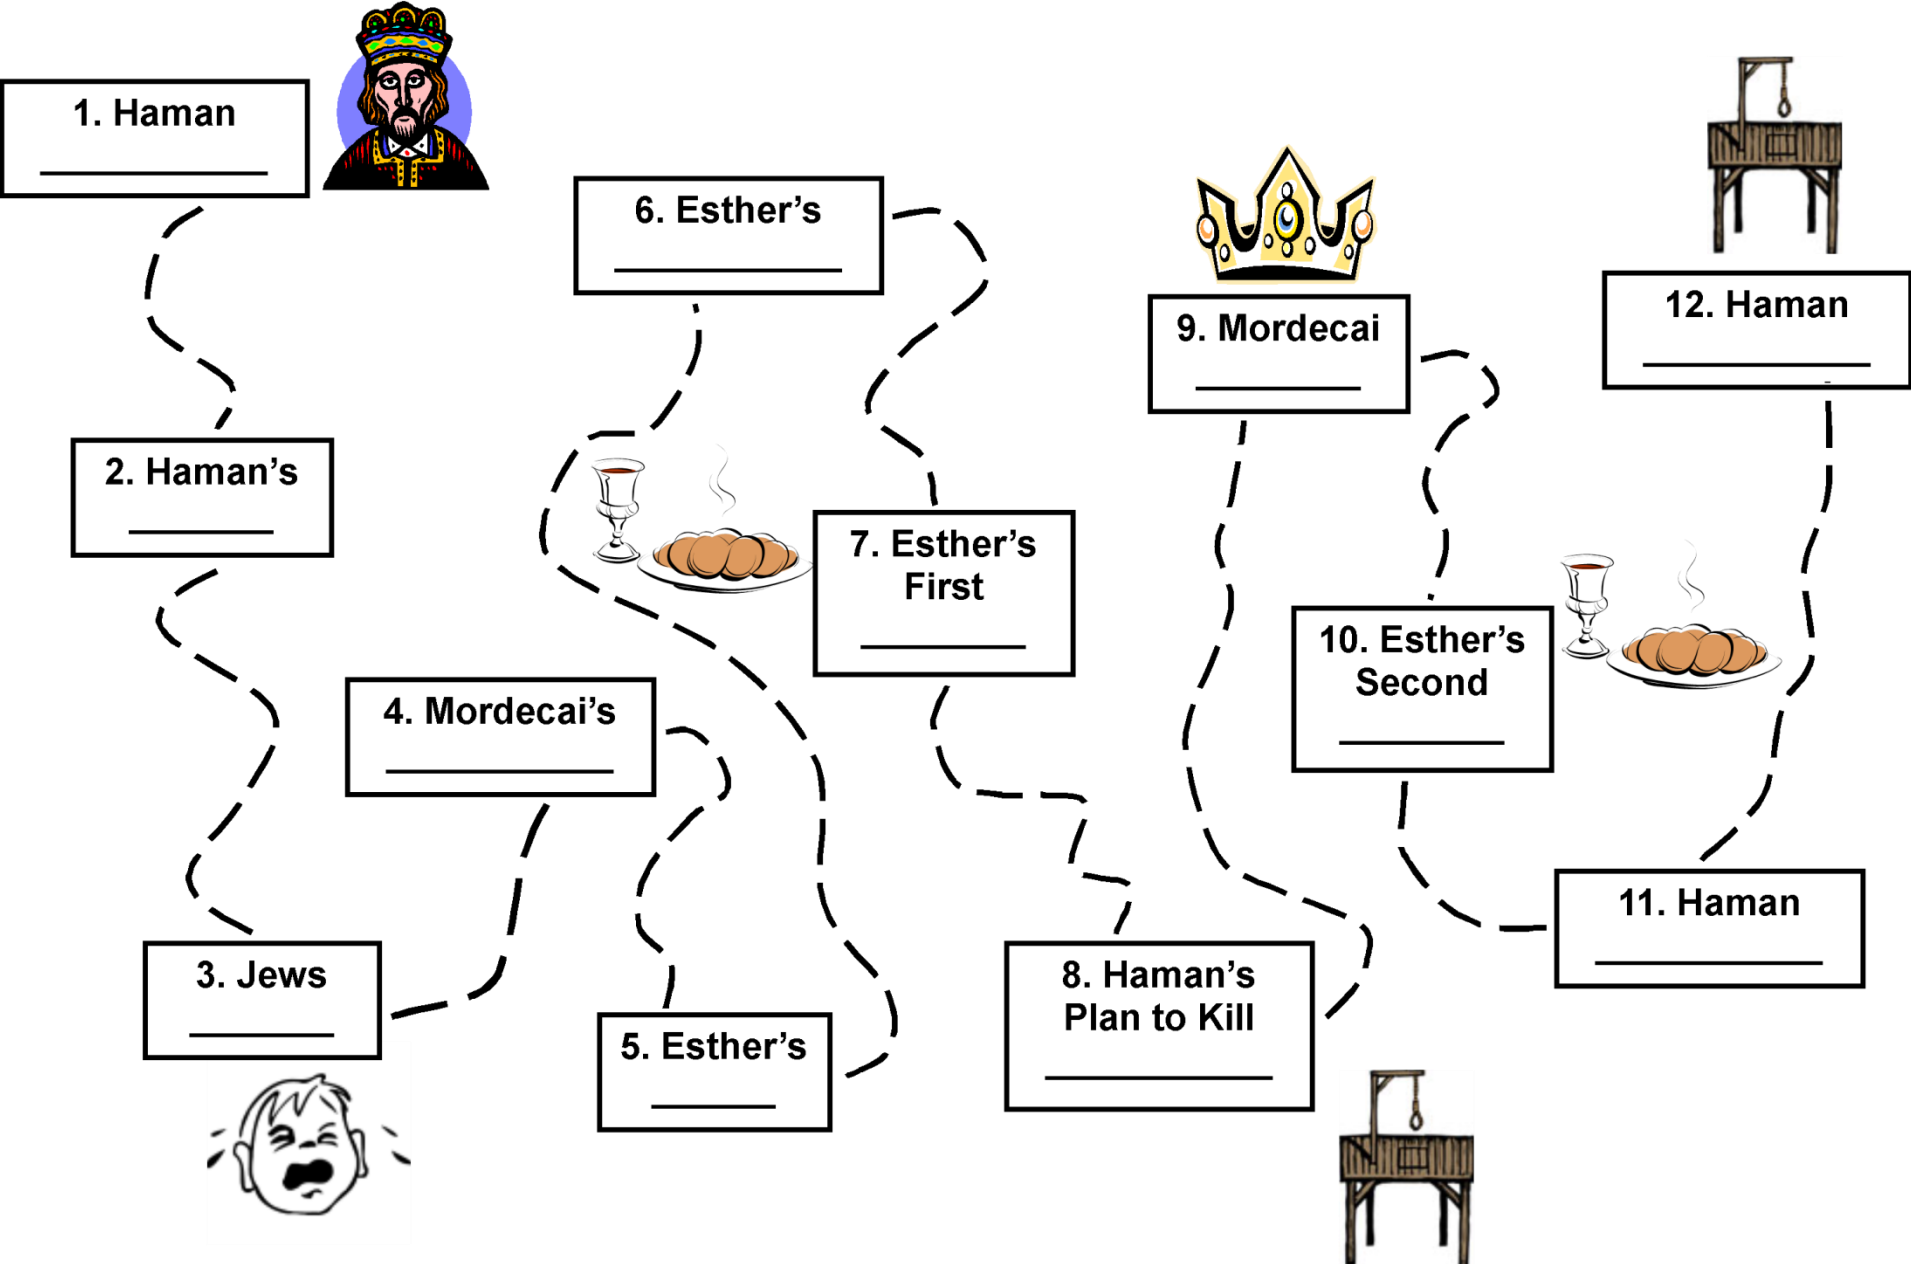 1. Haman
2. Haman's
3. Jews
4. Mordecai's
5. Esther's
6. Esther's
7. Esther's
First
8. Haman's
Plan to Kill
9. Mordecai
10. Esther's
Second
11. Haman
12. Haman